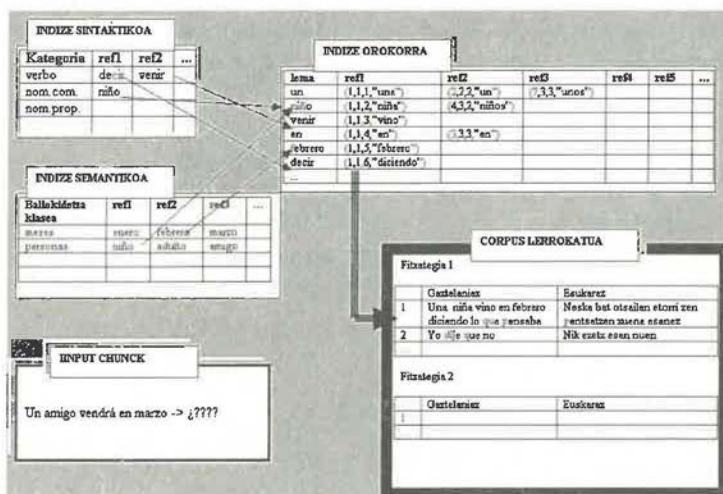 INDIZE SINTAKTIKOA
Kategoria ref1 ref2 ...
verbo decir venir
nom.com. niño
nom.prop.
INDIZE OROKORRA
lema ref1 ref2 ref3 ref4 ref5 ...
un (1,1,1,"una") (2,2,2,"un") (7,3,3,"unos")
niño (1,1,2,"niña") (4,3,2,"niños")
venir (1,1,3,"vino")
en (1,1,4,"en") (3,3,3,"en")
febrero (1,1,5,"febrero")
decir (1,1,6,"diciendo")
...
INDIZE SEMANTIKOA
Baliokidetza klasea ref1 ref2 ref3 ...
meses enero febrero marzo
personas niño adulto amigo
CORPUS LERROKATUA
Fitxategia 1
Gaztelaniaz Euskaraz
1 Una niña vino en febrero Neska bat otsailan etorri zen
diciendo lo que pensaba pentsatzen zuena esanez
2 Yo dije que no Nik ezetz esan nuen
Fitxategia 2
Gaztelaniaz Euskaraz
1
IINPUT CHUNCK
Un amigo vendrá en marzo -> ¿????